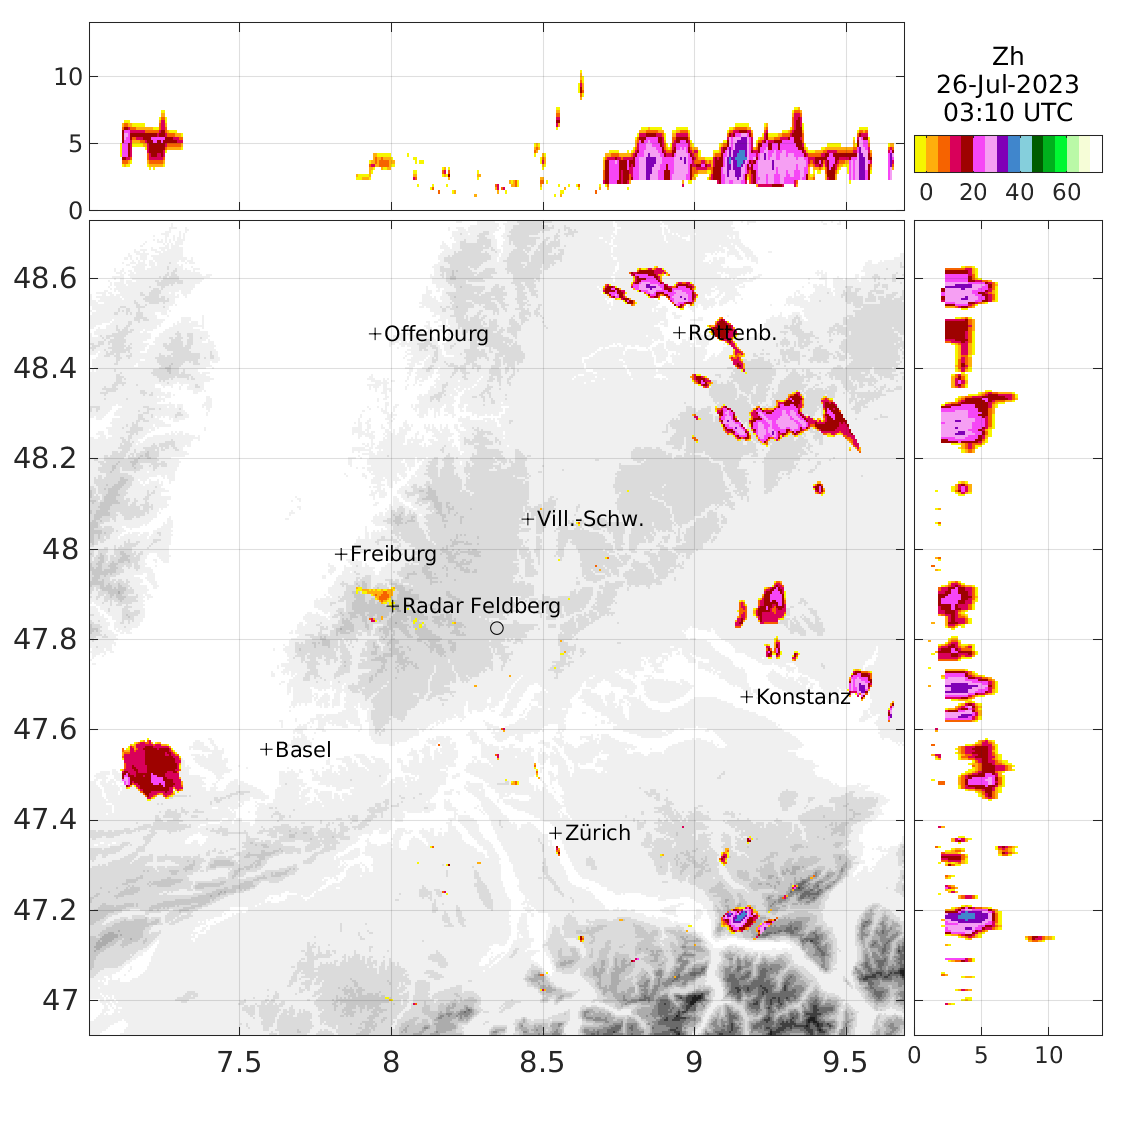 Zh
26-Jul-2023
03:10 UTC
0 20 40 60
10
5
0
48.6
48.4
48.2
48
47.8
47.6
47.4
47.2
47
+Offenburg
+Rottenb.
+Vill.-Schw.
+Freiburg
+Radar Feldberg
+Konstanz
+Basel
+Zürich
7.5 8 8.5 9 9.5
0 5 10